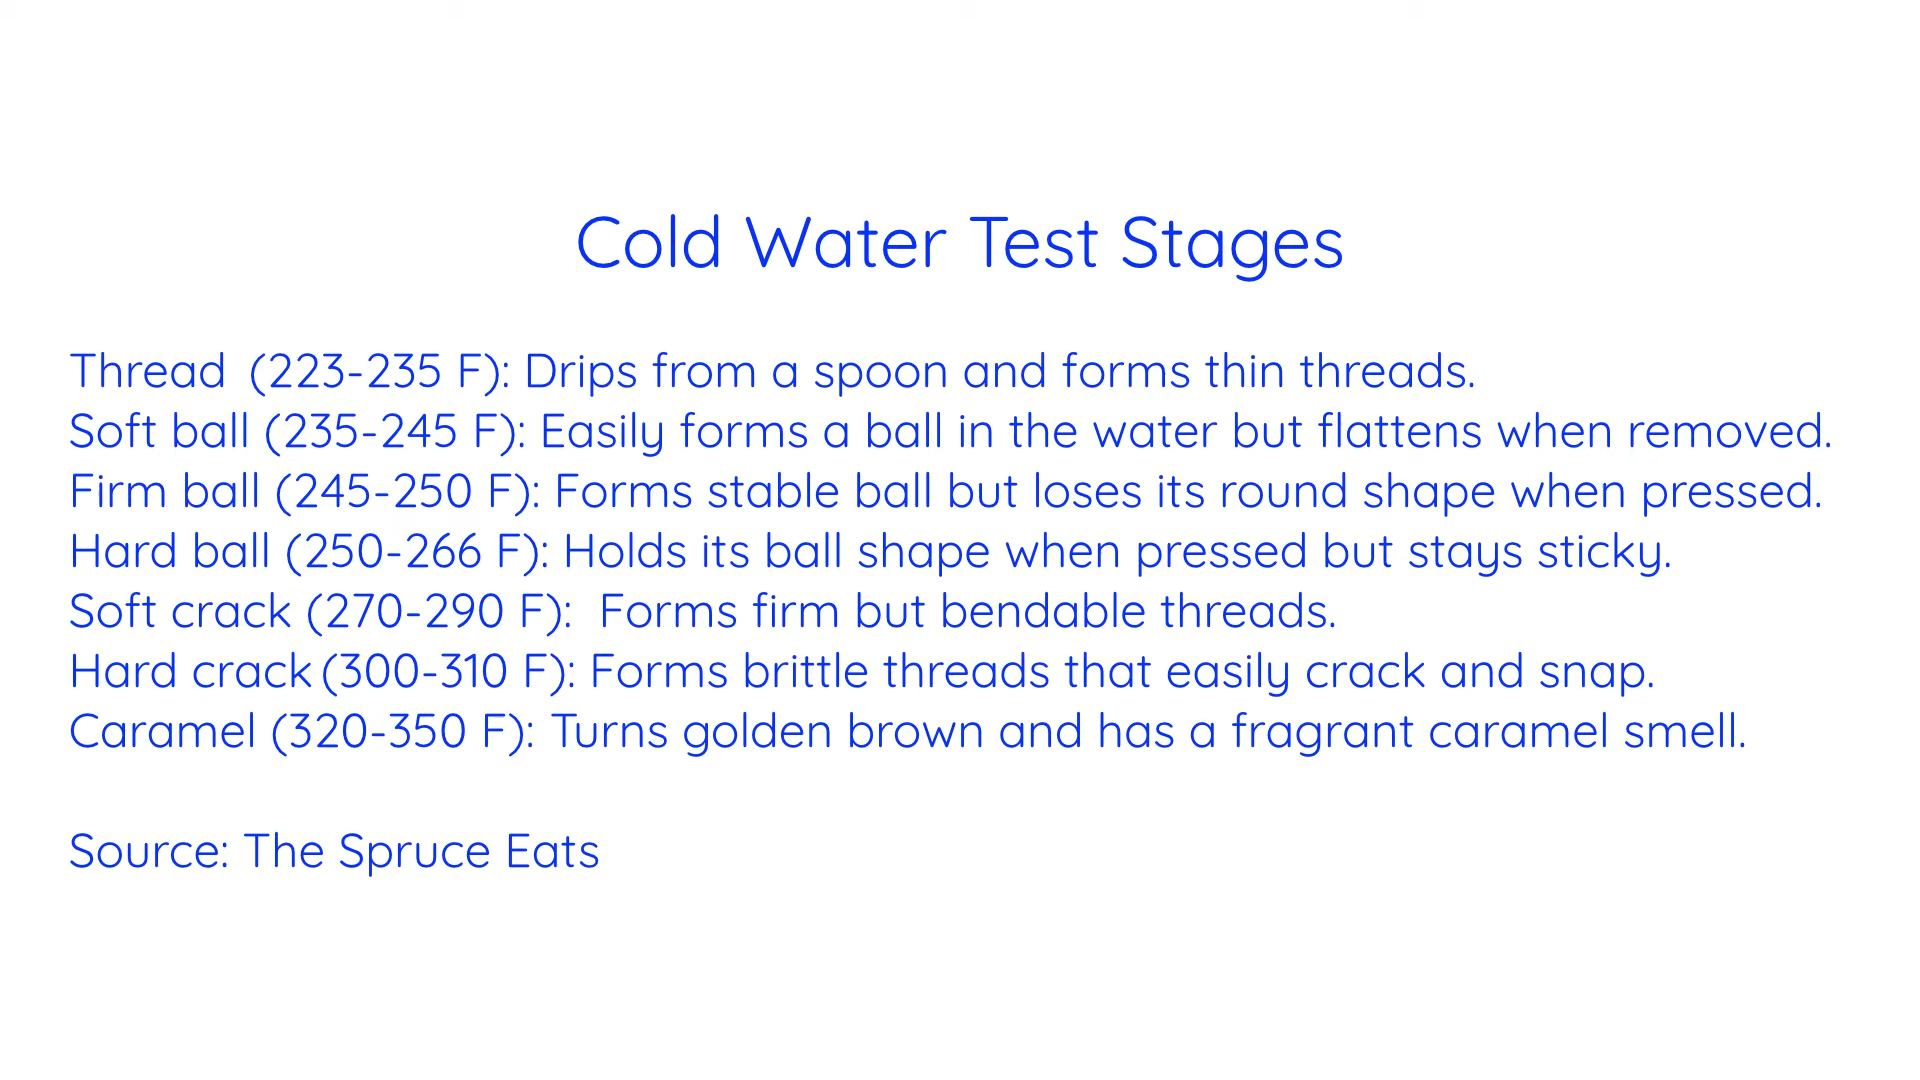 Cold Water Test Stages
Thread (223-235 F): Drips from a spoon and forms thin threads.
Soft ball (235-245 F): Easily forms a ball in the water but flattens when removed.
Firm ball (245-250 F): Forms stable ball but loses its round shape when pressed.
Hard ball (250-266 F): Holds its ball shape when pressed but stays sticky.
Soft crack (270-290 F): Forms firm but bendable threads.
Hard crack (300-310 F): Forms brittle threads that easily crack and snap.
Caramel (320-350 F): Turns golden brown and has a fragrant caramel smell.
Source: The Spruce Eats